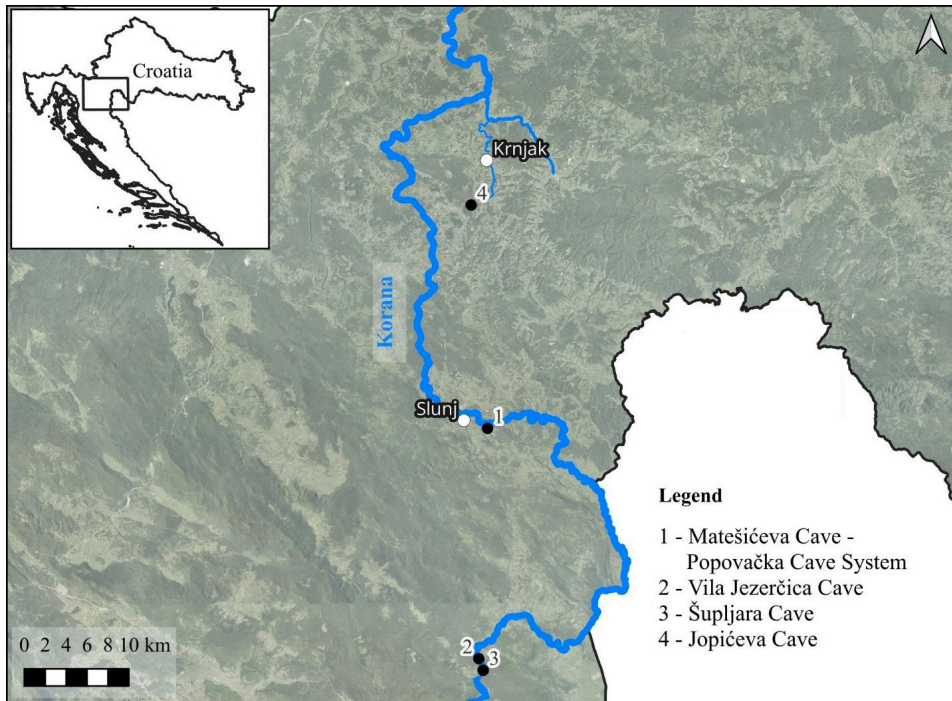 Croatia
Krnjak
4
Korana
Slunj
1
Legend
1 - Matešićeva Cave -
Popovačka Cave System
2 - Vila Jezerčica Cave
3 - Šupljara Cave
4 - Jopićeva Cave
0 2 4 6 8 10 km
2
3